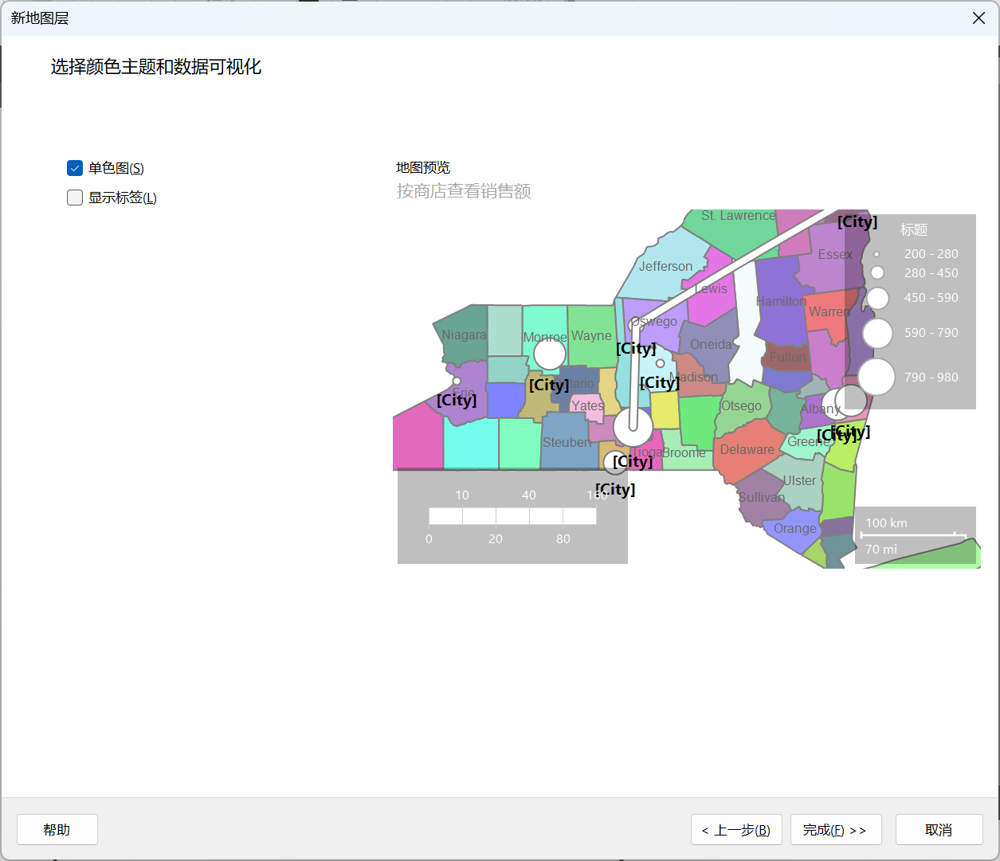 新地图层
选择颜色主题和数据可视化
单色图(S)
显示标签(L)
地图预览
按商店查看销售额
St. Lawrence
[City]
标题
200 - 280
280 - 450
450 - 590
590 - 790
790 - 980
Essex
Jefferson
Lewis
Hamilton
Warren
Oswego
Niagara
Monroe
Wayne
[City]
Oneida
Fulton
Madison
[City]
[City]
tario
Erie
[City]
Yates
Otsego
Albany
[City]
[City]
Steuben
Greene
Tioga
Broome
Delaware
[City]
Ulster
[City]
Sullivan
Orange
10 40 160
0 20 80
100 km
70 mi
帮助
< 上一步(B)
完成(F) >>
取消